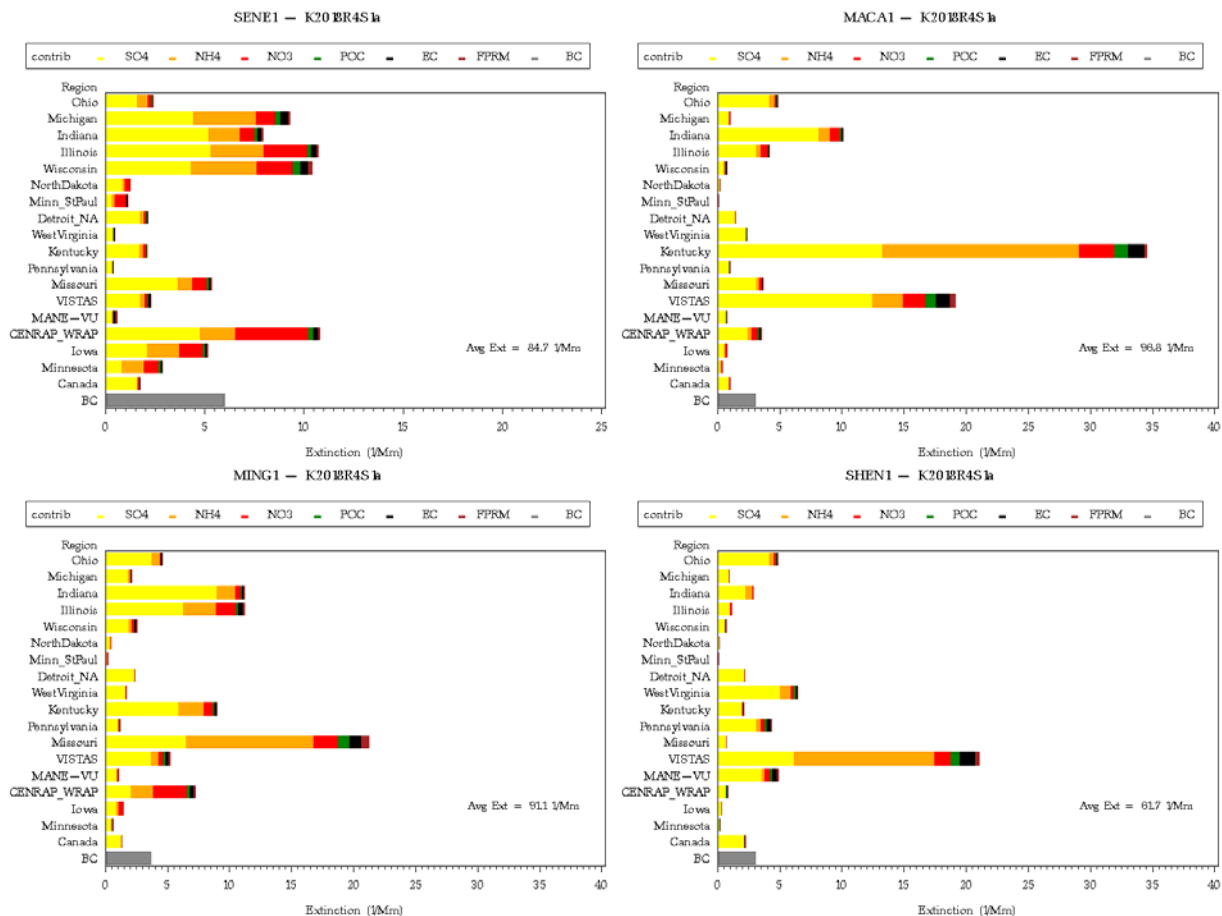 SENE1 — K2018R4S1a
contrib SO4 NH4 NO3 POC EC FPRM BC
Region
Ohio
Michigan
Indiana
Illinois
Wisconsin
NorthDakota
Minn_StPaul
Detroit_NA
WestVirginia
Kentucky
Pennsylvania
Missouri
VISTAS
MANE-VU
CENRAP_WRAP
Iowa
Minnesota
Canada
BC
Avg Ext = 84.7 1/Mm
0 5 10 15 20 25
Extinction (1/Mm)
MACA1 — K2018R4S1a
contrib SO4 NH4 NO3 POC EC FPRM BC
Region
Ohio
Michigan
Indiana
Illinois
Wisconsin
NorthDakota
Minn_StPaul
Detroit_NA
WestVirginia
Kentucky
Pennsylvania
Missouri
VISTAS
MANE-VU
CENRAP_WRAP
Iowa
Minnesota
Canada
BC
Avg Ext = 96.8 1/Mm
0 5 10 15 20 25 30 35 40
Extinction (1/Mm)
MING1 — K2018R4S1a
contrib SO4 NH4 NO3 POC EC FPRM BC
Region
Ohio
Michigan
Indiana
Illinois
Wisconsin
NorthDakota
Minn_StPaul
Detroit_NA
WestVirginia
Kentucky
Pennsylvania
Missouri
VISTAS
MANE-VU
CENRAP_WRAP
Iowa
Minnesota
Canada
BC
Avg Ext = 91.1 1/Mm
0 5 10 15 20 25 30 35 40
Extinction (1/Mm)
SHEN1 — K2018R4S1a
contrib SO4 NH4 NO3 POC EC FPRM BC
Region
Ohio
Michigan
Indiana
Illinois
Wisconsin
NorthDakota
Minn_StPaul
Detroit_NA
WestVirginia
Kentucky
Pennsylvania
Missouri
VISTAS
MANE-VU
CENRAP_WRAP
Iowa
Minnesota
Canada
BC
Avg Ext = 61.7 1/Mm
0 5 10 15 20 25 30 35 40
Extinction (1/Mm)